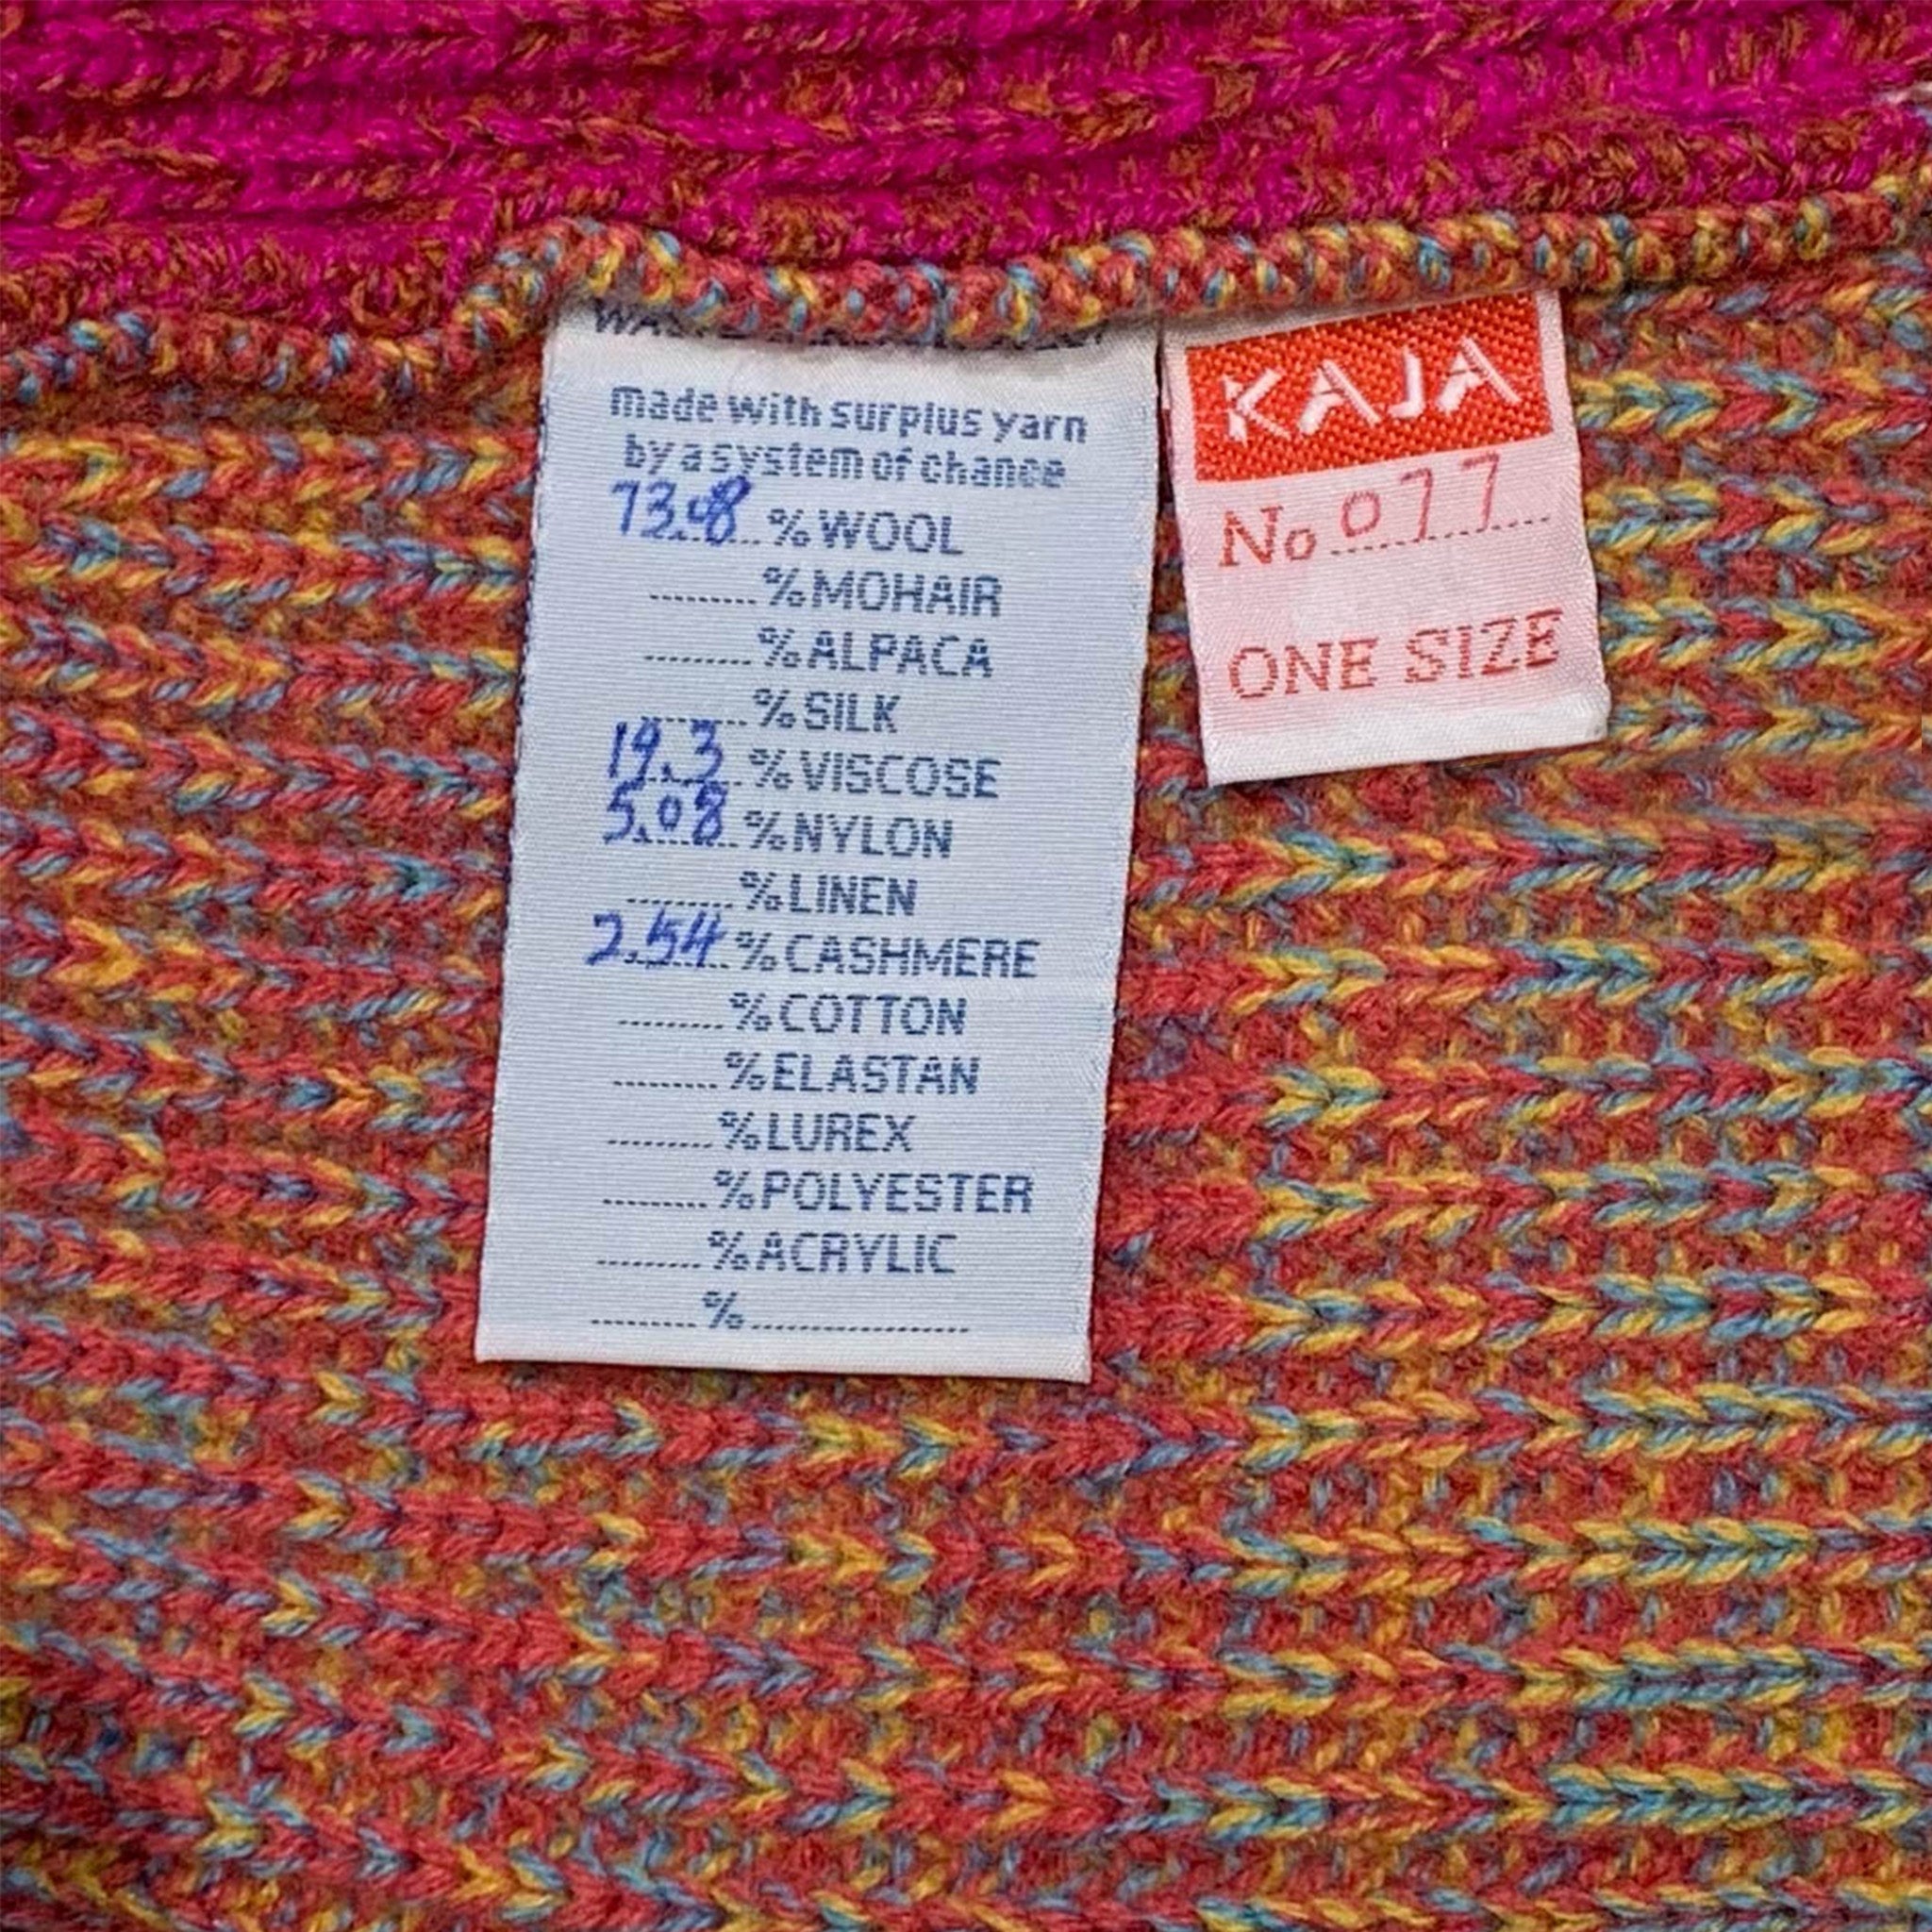 made with surplus yarn
by a system of chance
73.08 % WOOL
.......... % MOHAIR
.......... % ALPACA
.......... % SILK
19.3 % VISCOSE
5.08 % NYLON
.......... % LINEN
2.54 % CASHMERE
.......... % COTTON
.......... % ELASTAN
.......... % LUREX
.......... % POLYESTER
.......... % ACRYLIC
.......... % ....................
KAJA
No 077
ONE SIZE